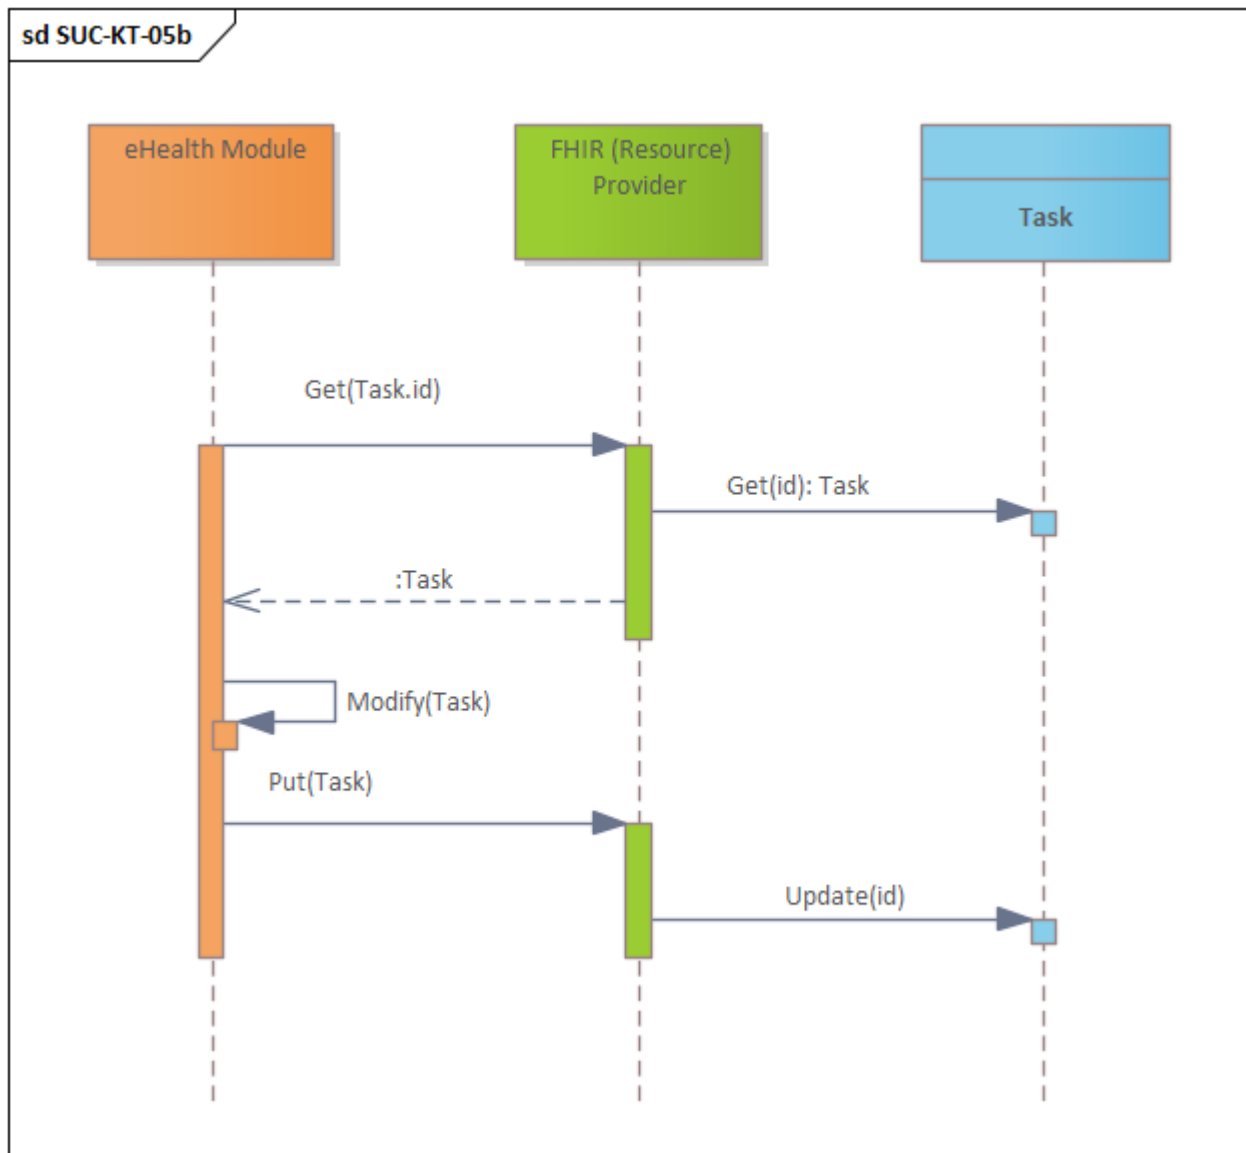 sd SUC-KT-05b
eHealth Module
FHIR (Resource)
Provider
Task
Get(Task.id)
Get(id): Task
:Task
Modify(Task)
Put(Task)
Update(id)